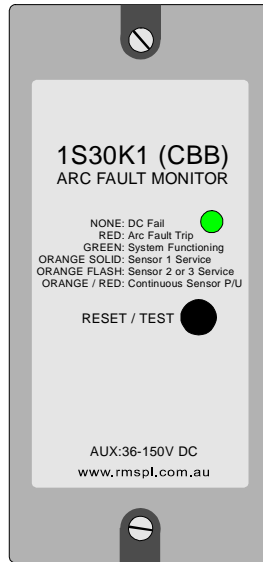 1S30K1 (CBB)
ARC FAULT MONITOR
NONE: DC Fail
RED: Arc Fault Trip
GREEN: System Functioning
ORANGE SOLID: Sensor 1 Service
ORANGE FLASH: Sensor 2 or 3 Service
ORANGE / RED: Continuous Sensor P/U
RESET / TEST
AUX:36-150V DC
www.rmspl.com.au